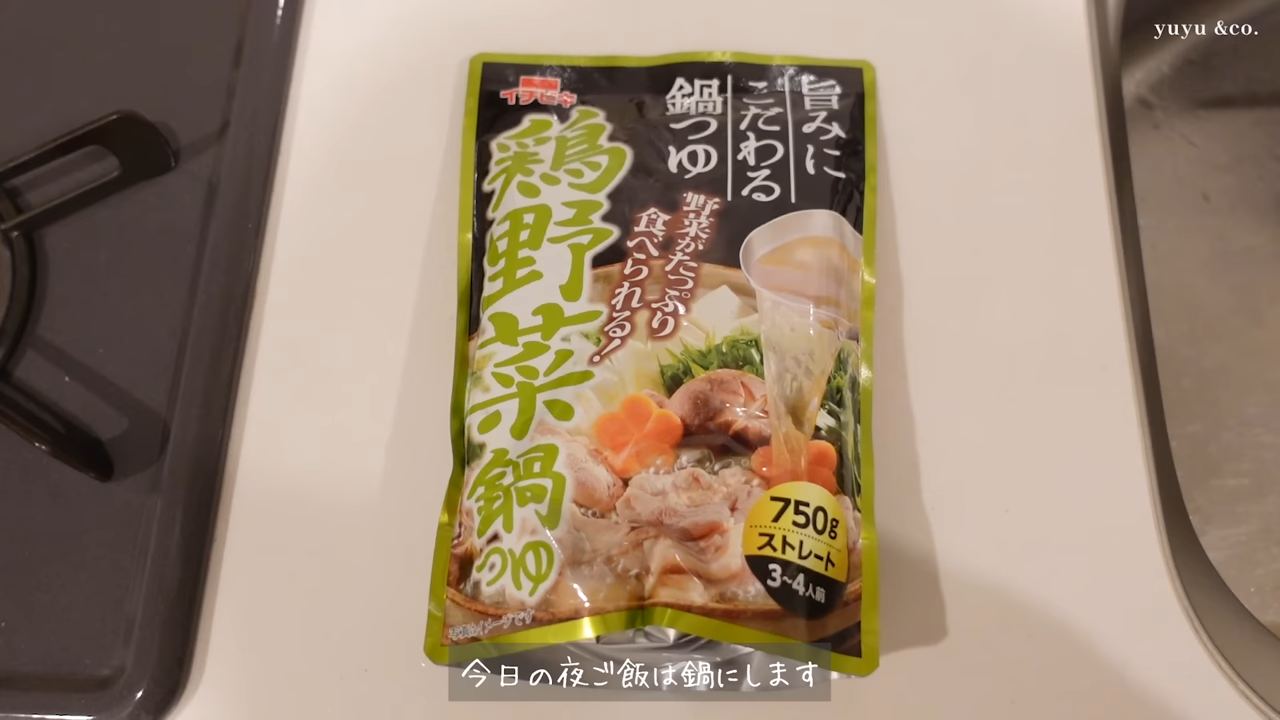 yuyu &co.
イチビキ
旨みに
こだわる
鍋つゆ
野菜がたっぷり
食べられる!
鶏野菜鍋つゆ
750g
ストレート
3~4人前
今日の夜ご飯は鍋にします